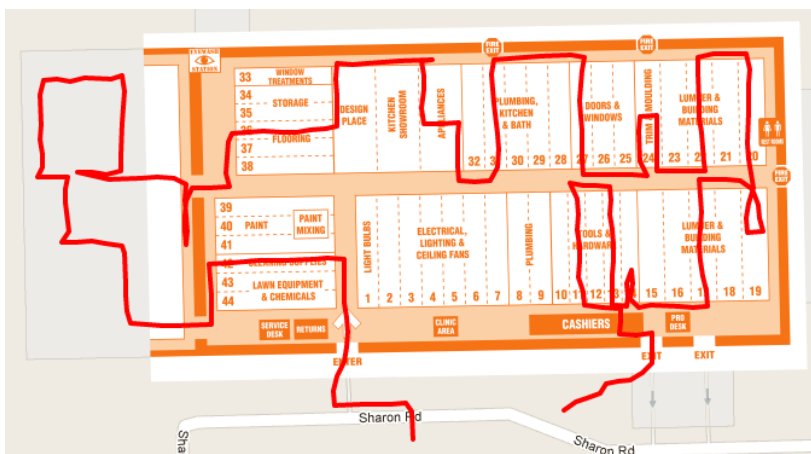 EYEWASH
STATION
FIRE
EXIT
FIRE
EXIT
33
WINDOW
TREATMENTS
34
STORAGE
35
36
FLOORING
37
38
DESIGN
PLACE
KITCHEN
SHOWROOM
APPLIANCES
PLUMBING,
KITCHEN
& BATH
32 30 29 28
DOORS &
WINDOWS
27 26 25
TRIM & MOULDING
24
LUMBER &
BUILDING
MATERIALS
23 22 21 20
REST ROOMS
FIRE
EXIT
39
40 PAINT
41
PAINT
MIXING
42 CLEANING SUPPLIES
43 LAWN EQUIPMENT
44 & CHEMICALS
LIGHT BULBS
ELECTRICAL,
LIGHTING &
CEILING FANS
1 2 3 4 5 6 7
PLUMBING
8 9
TOOLS &
HARDWARE
10 11 12 13
LUMBER &
BUILDING
MATERIALS
15 16 17 18 19
SERVICE
DESK
RETURNS
CLINIC
AREA
CASHIERS
PRO
DESK
ENTER
EXIT
EXIT
Sharon Rd
Sharon Rd
Sha